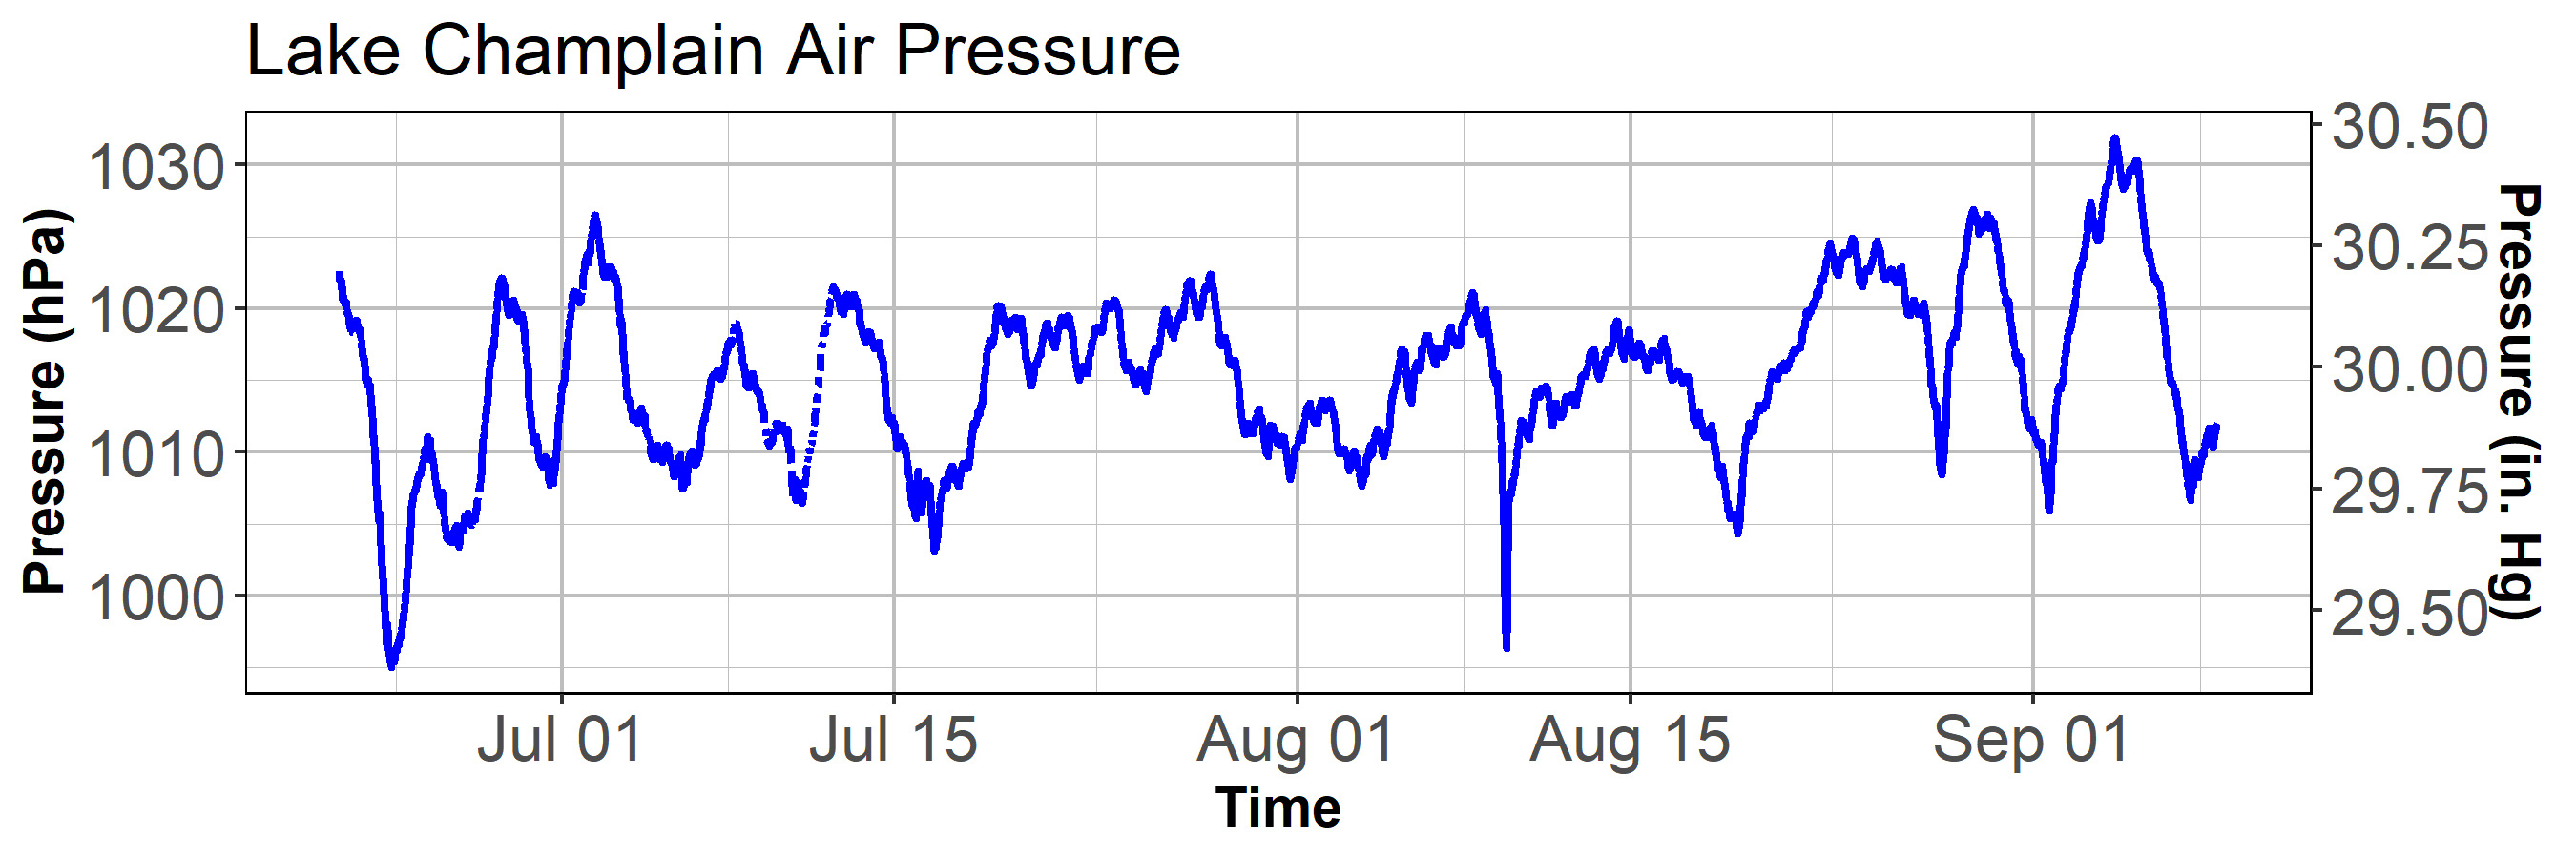 Lake Champlain Air Pressure
Pressure (hPa)
1030
1020
1010
1000
30.50
30.25
30.00
29.75
29.50
Pressure (in. Hg)
Jul 01
Jul 15
Aug 01
Aug 15
Sep 01
Time